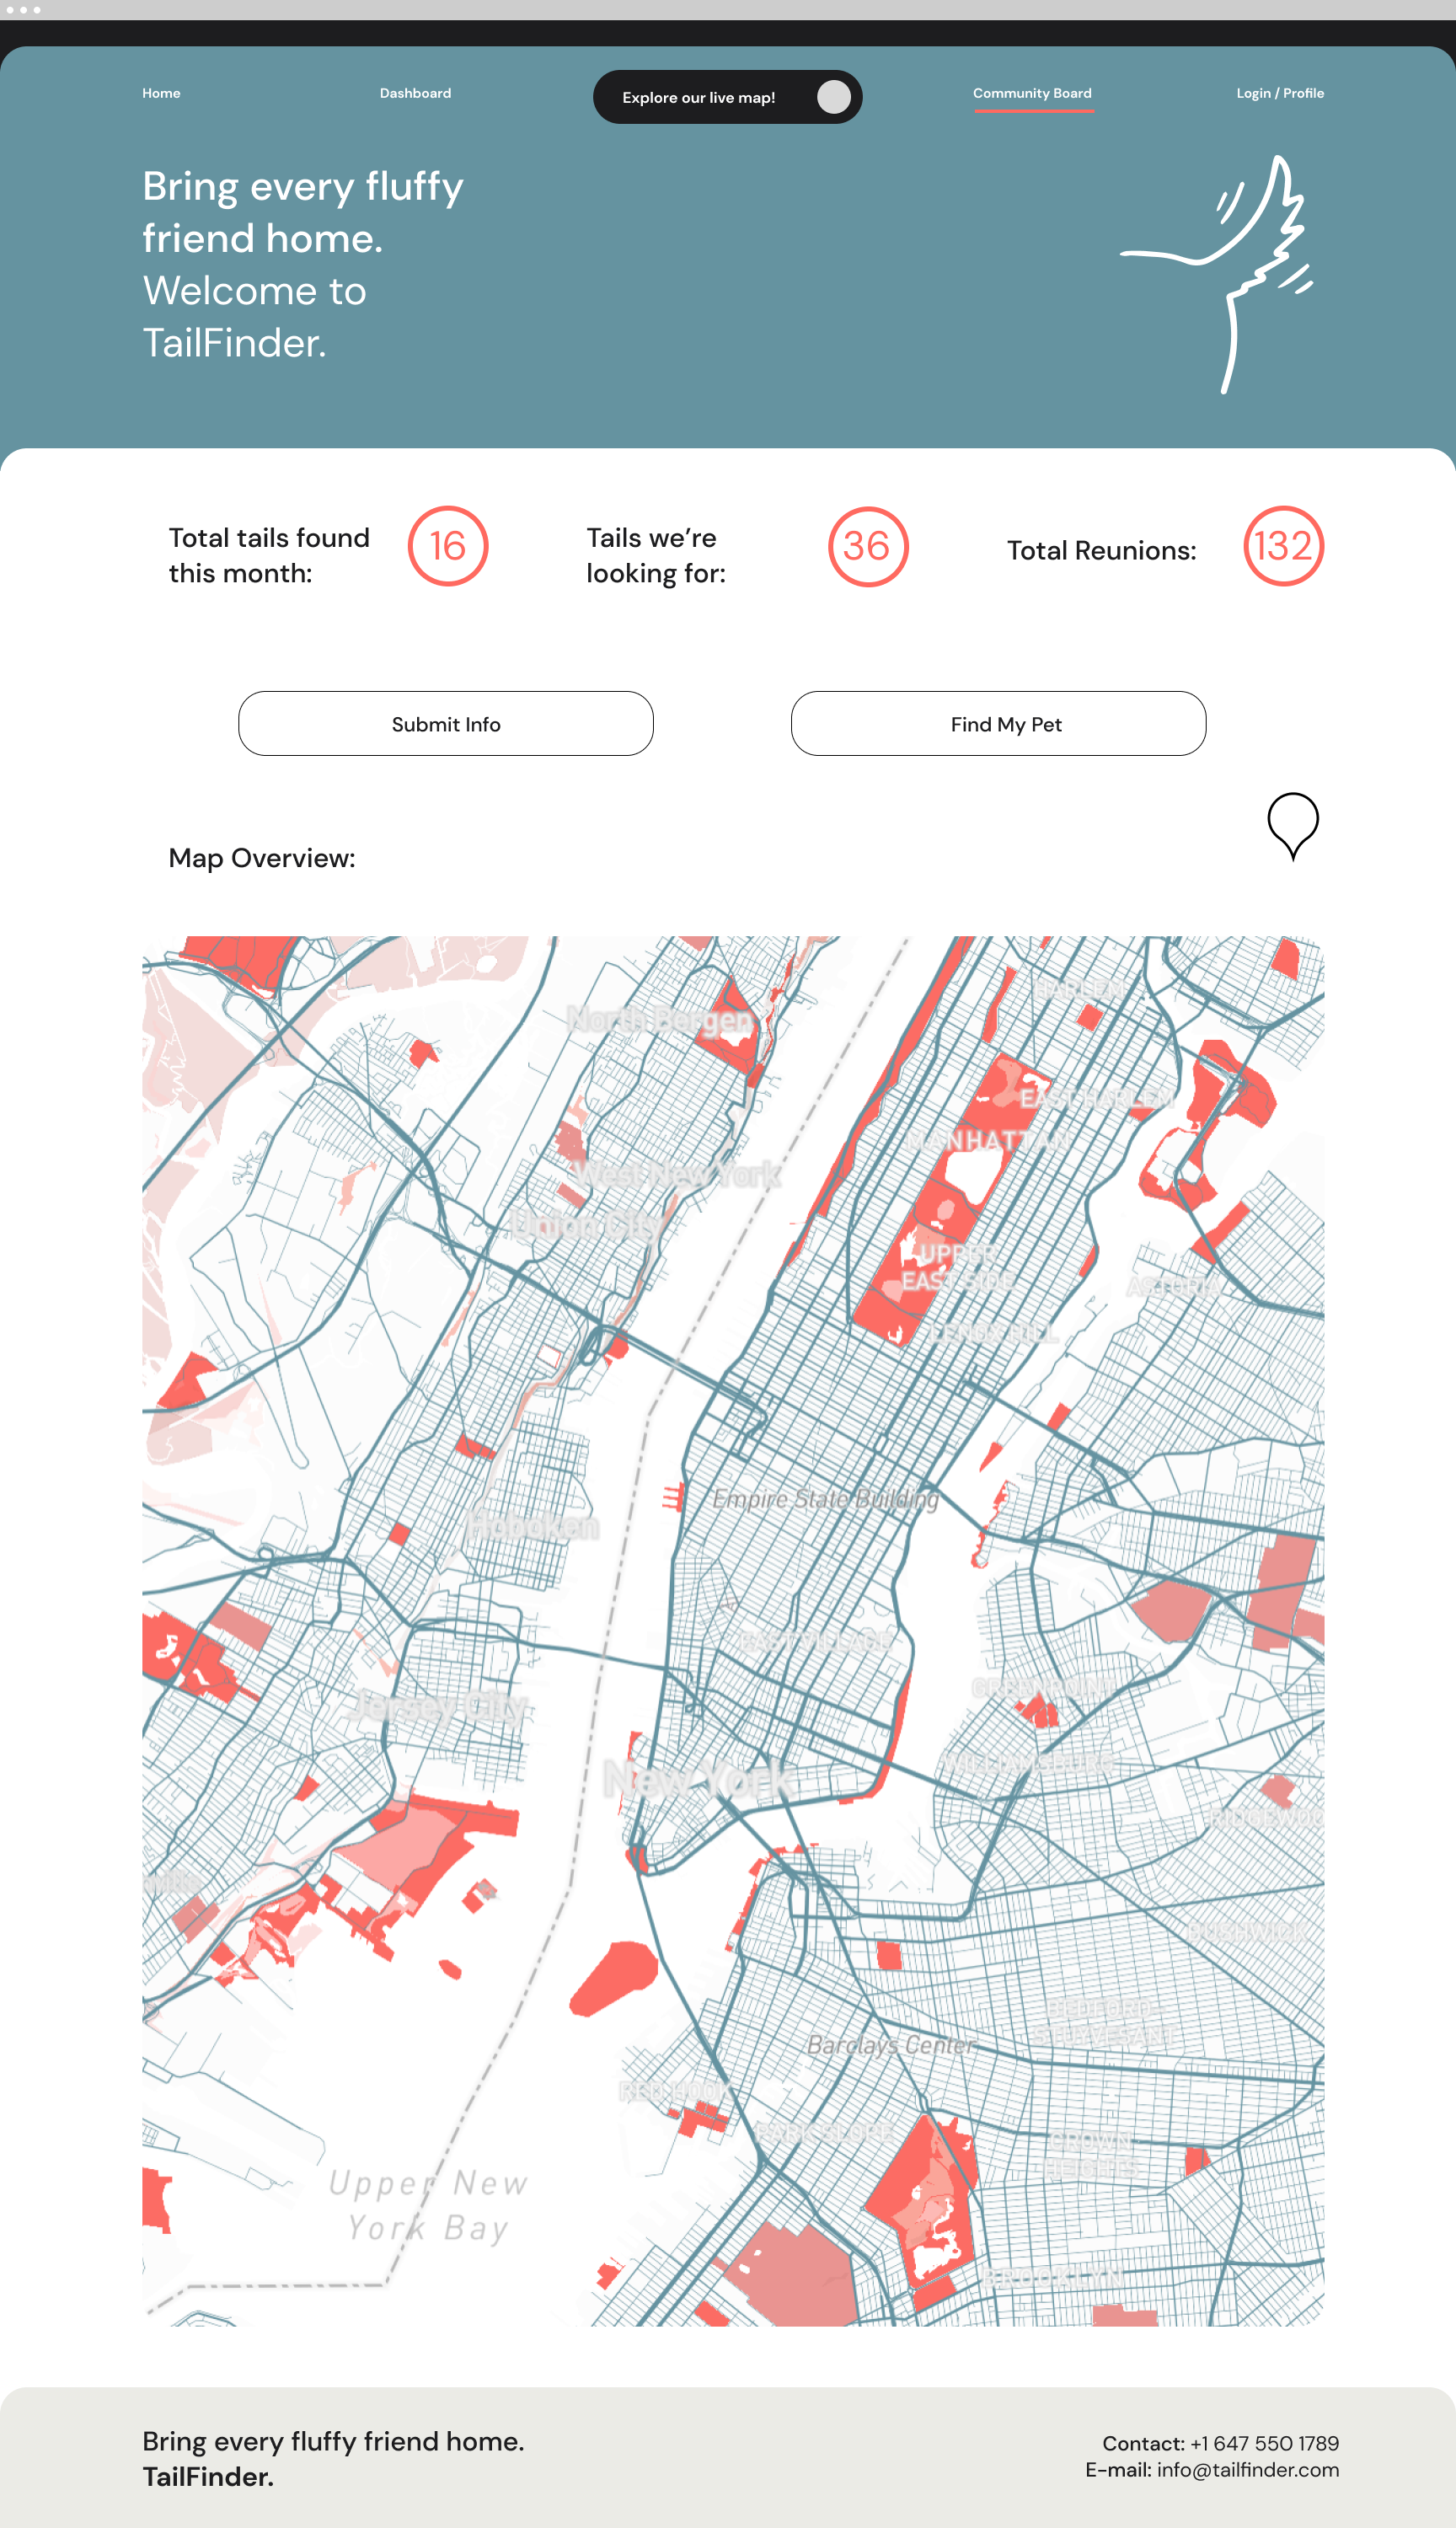 Home
Dashboard
Explore our live map!
Community Board
Login / Profile
Bring every fluffy
friend home.
Welcome to
TailFinder.
Total tails found
this month:
16
Tails we’re
looking for:
36
Total Reunions:
132
Submit Info
Find My Pet
Map Overview:
HARLEM
North Bergen
EAST HARLEM
MANHATTAN
West New York
Union City
UPPER
EAST SIDE
ASTORIA
LENOX HILL
Empire State Building
Hoboken
EAST VILLAGE
GREENPOINT
Jersey City
WILLIAMSBURG
New York
RIDGEWOO
ville
BUSHWICK
BEDFORD-
STUYVESANT
Barclays Center
RED HOOK
PARK SLOPE
CROWN
HEIGHTS
Upper New
York Bay
BROOKLYN
Bring every fluffy friend home.
TailFinder.
Contact: +1 647 550 1789
E-mail: info@tailfinder.com